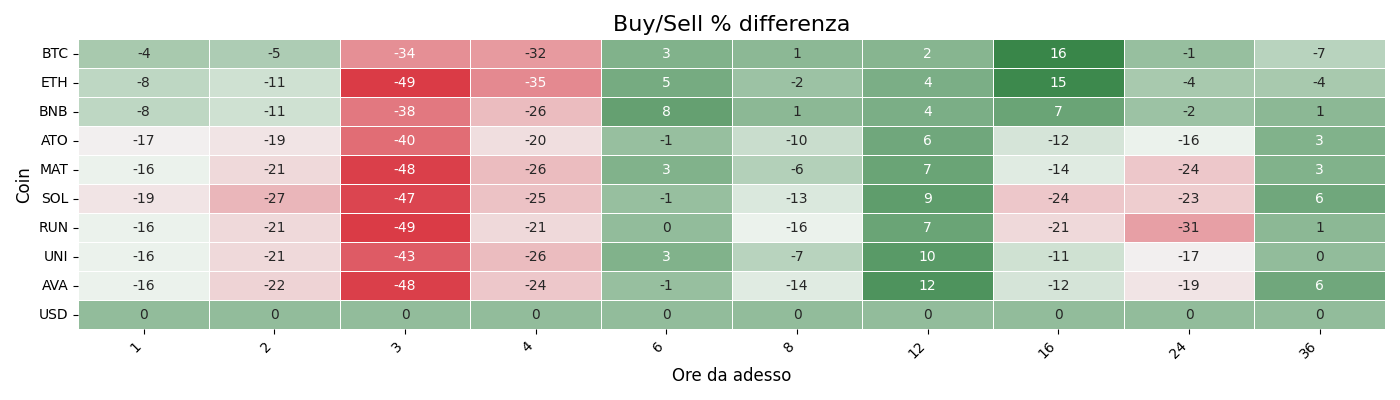 Buy/Sell % differenza
Coin
BTC -4 -5 -34 -32 3 1 2 16 -1 -7
ETH -8 -11 -49 -35 5 -2 4 15 -4 -4
BNB -8 -11 -38 -26 8 1 4 7 -2 1
ATO -17 -19 -40 -20 -1 -10 6 -12 -16 3
MAT -16 -21 -48 -26 3 -6 7 -14 -24 3
SOL -19 -27 -47 -25 -1 -13 9 -24 -23 6
RUN -16 -21 -49 -21 0 -16 7 -21 -31 1
UNI -16 -21 -43 -26 3 -7 10 -11 -17 0
AVA -16 -22 -48 -24 -1 -14 12 -12 -19 6
USD 0 0 0 0 0 0 0 0 0 0
1 2 3 4 6 8 12 16 24 36
Ore da adesso